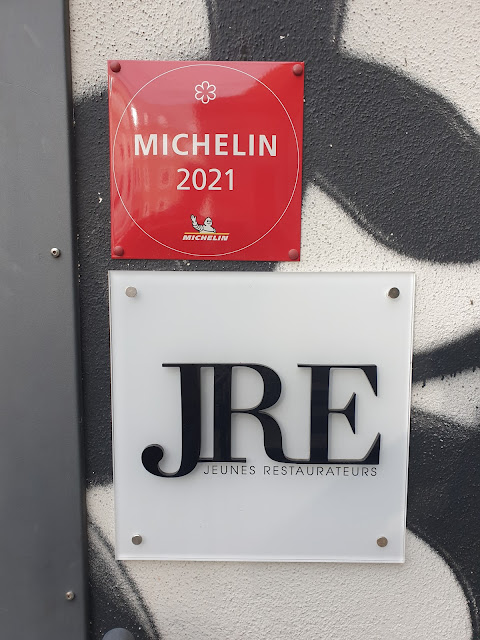 MICHELIN
2021
MICHELIN
JRE
JEUNES RESTAURATEURS